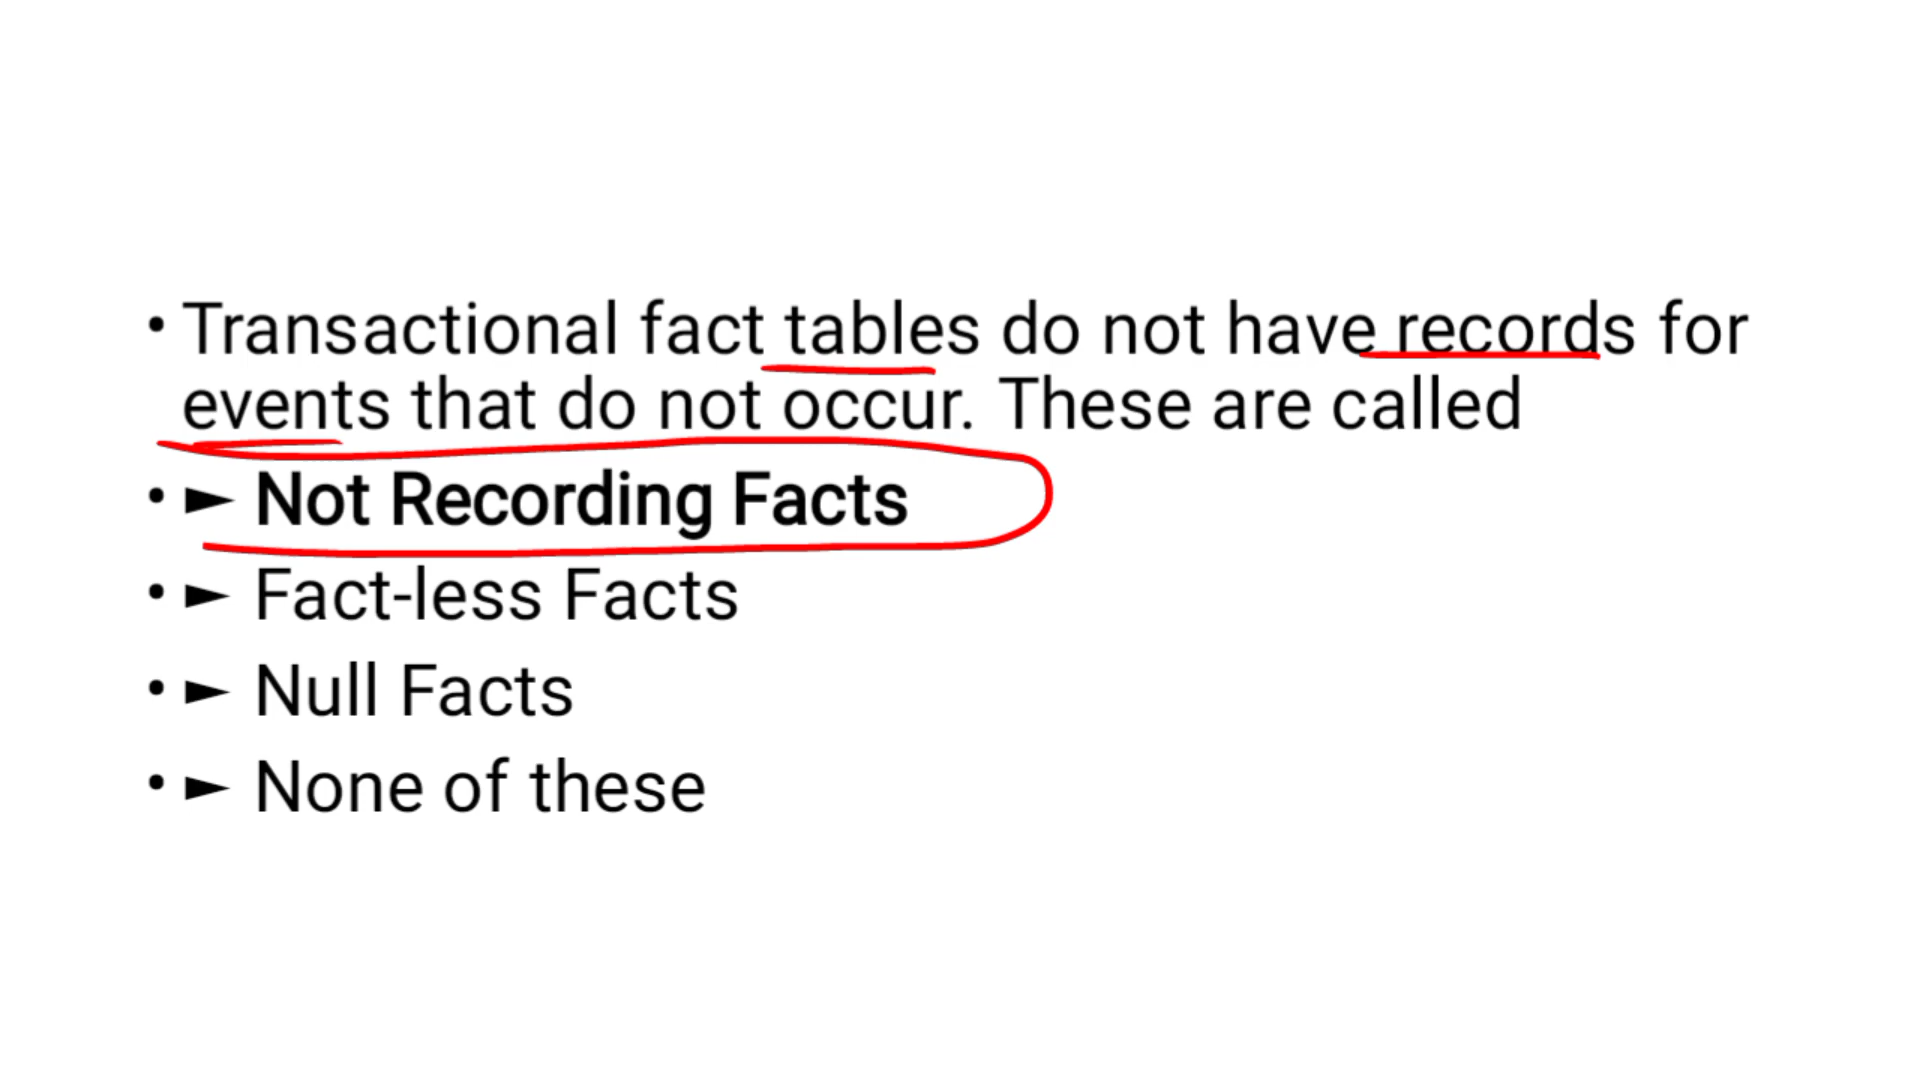 • Transactional fact tables do not have records for
events that do not occur. These are called
• ► Not Recording Facts
• ► Fact-less Facts
• ► Null Facts
• ► None of these